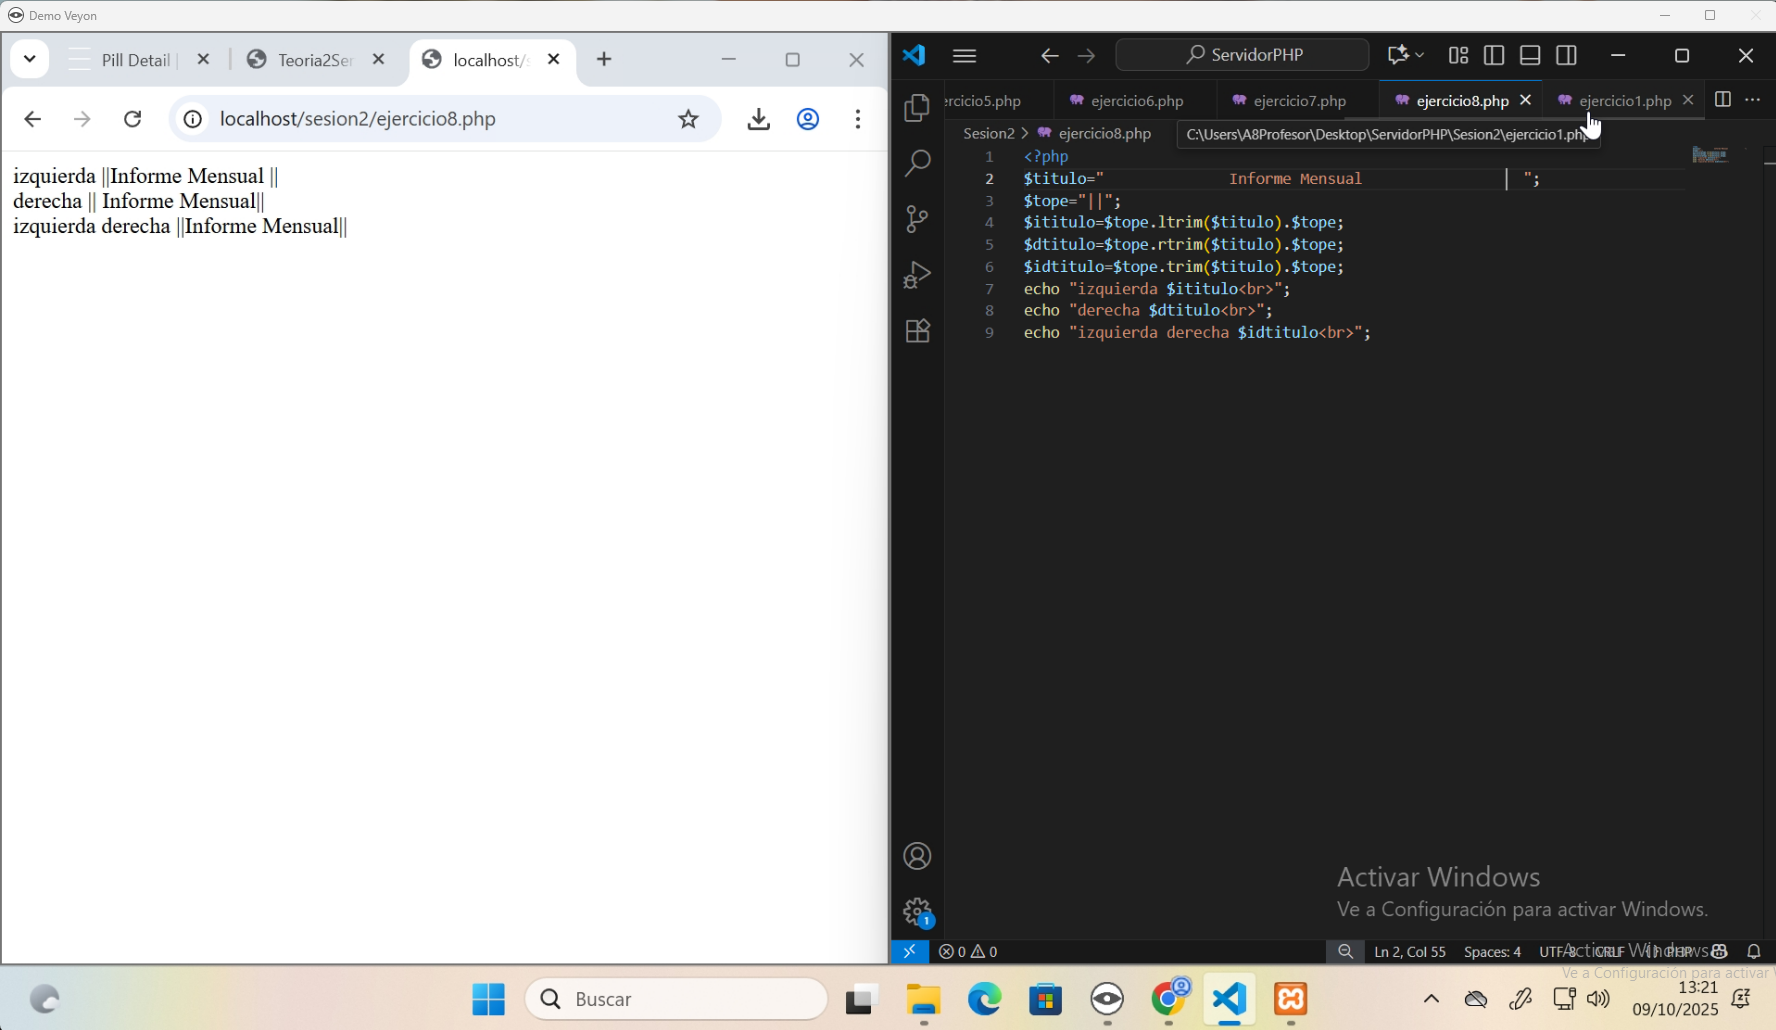 Demo Veyon
Pill Detail
Teoria2Se
localhost/
localhost/sesion2/ejercicio8.php
izquierda ||Informe Mensual ||
derecha || Informe Mensual||
izquierda derecha ||Informe Mensual||
ServidorPHP
ercicio5.php
ejercicio6.php
ejercicio7.php
ejercicio8.php
ejercicio1.php
Sesion2 > ejercicio8.php
C:\Users\A8Profesor\Desktop\ServidorPHP\Sesion2\ejercicio1.php
1 <?php
2 $titulo="              Informe Mensual                  ";
3 $tope="||";
4 $ititulo=$tope.ltrim($titulo).$tope;
5 $dtitulo=$tope.rtrim($titulo).$tope;
6 $idtitulo=$tope.trim($titulo).$tope;
7 echo "izquierda $ititulo<br>";
8 echo "derecha $dtitulo<br>";
9 echo "izquierda derecha $idtitulo<br>";
Activar Windows
Ve a Configuración para activar Windows.
1
0 0
Ln 2, Col 55
Spaces: 4
UTF-8
CRLF
PHP
Activar Windows
Ve a Configuración para activar
Buscar
13:21
09/10/2025